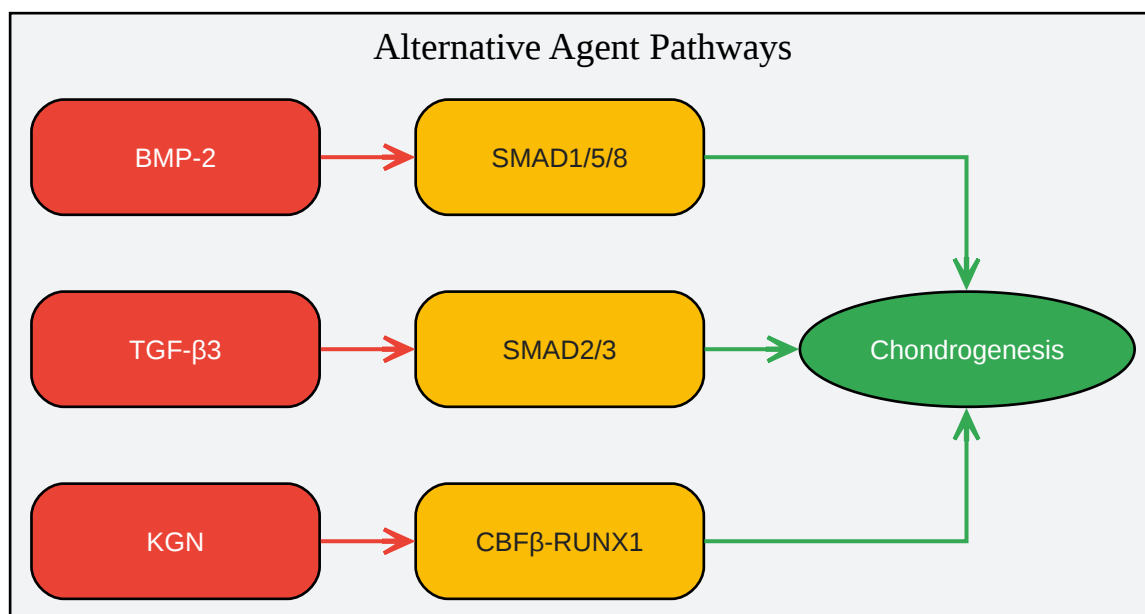 Alternative Agent Pathways
BMP-2
SMAD1/5/8
TGF-β3
SMAD2/3
Chondrogenesis
KGN
CBFβ-RUNX1